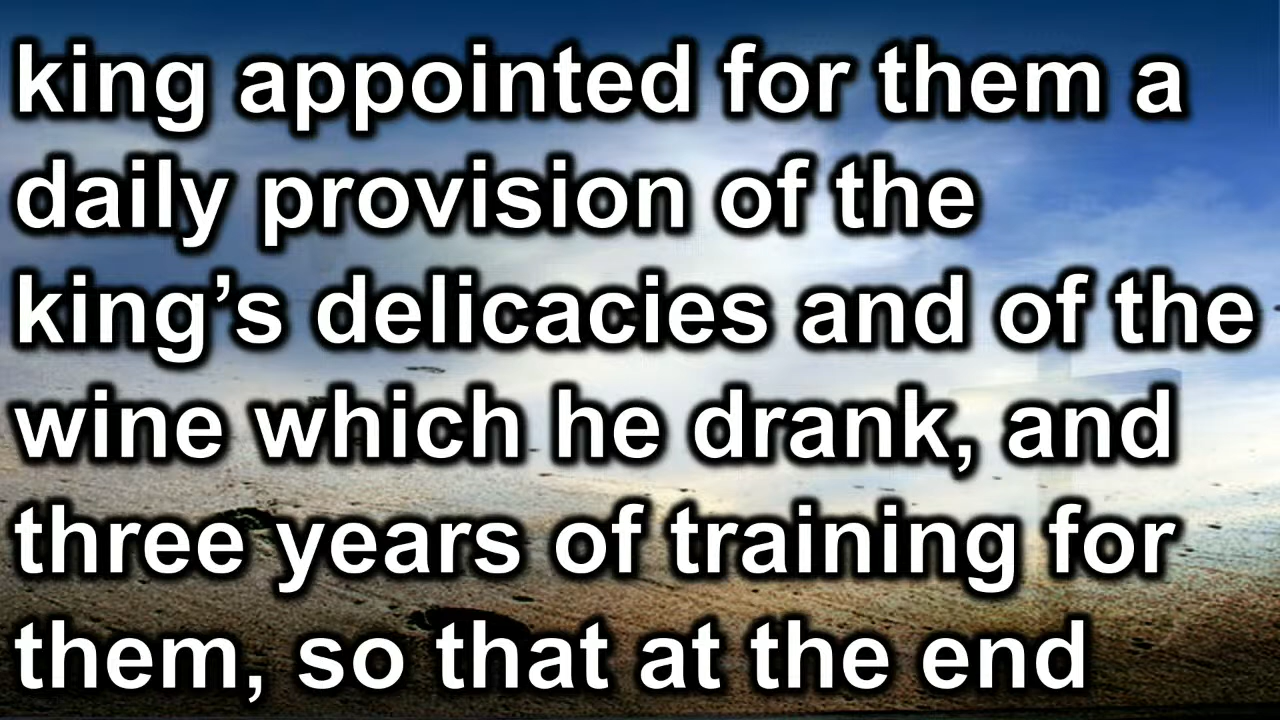 king appointed for them a
daily provision of the
king’s delicacies and of the
wine which he drank, and
three years of training for
them, so that at the end